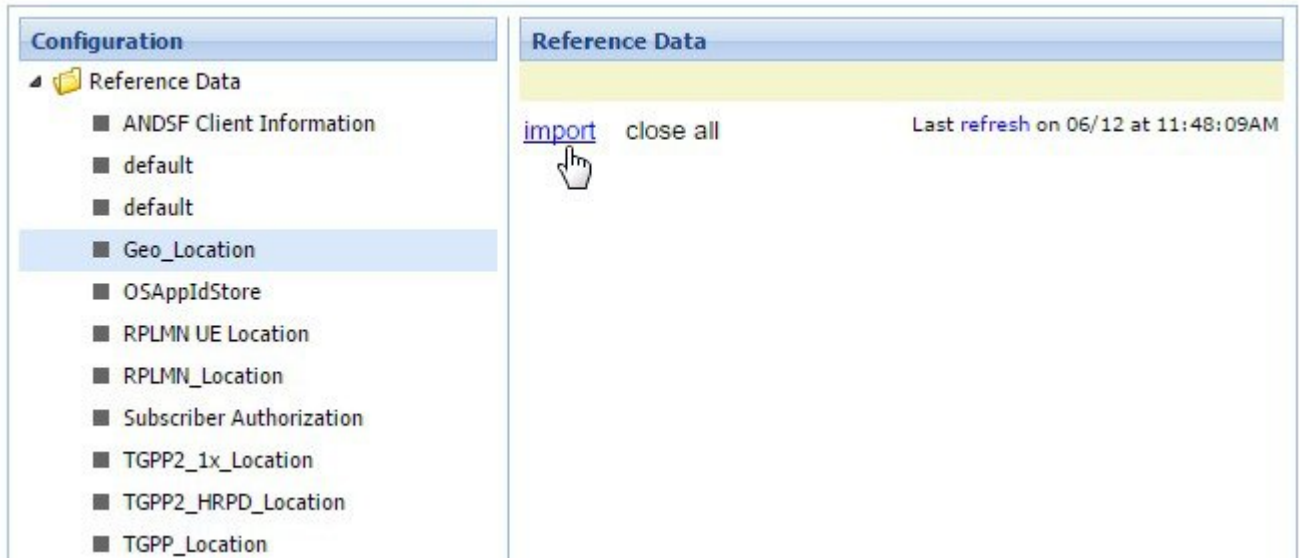 Configuration
Reference Data
ANDSF Client Information
default
default
Geo_Location
OSAppIdStore
RPLMN UE Location
RPLMN_Location
Subscriber Authorization
TGPP2_1x_Location
TGPP2_HRPD_Location
TGPP_Location
Reference Data
import close all Last refresh on 06/12 at 11:48:09AM